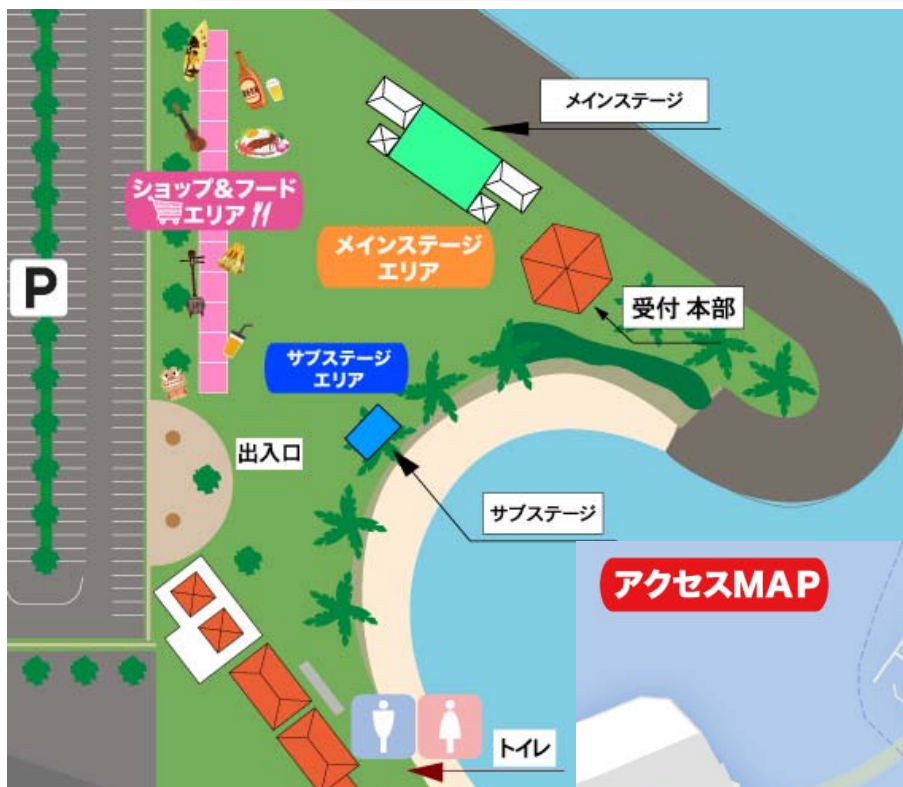 メインステージ
ショップ&フード
エリア
メインステージ
エリア
P
受付 本部
サブステージ
エリア
出入口
サブステージ
アクセスMAP
トイレ